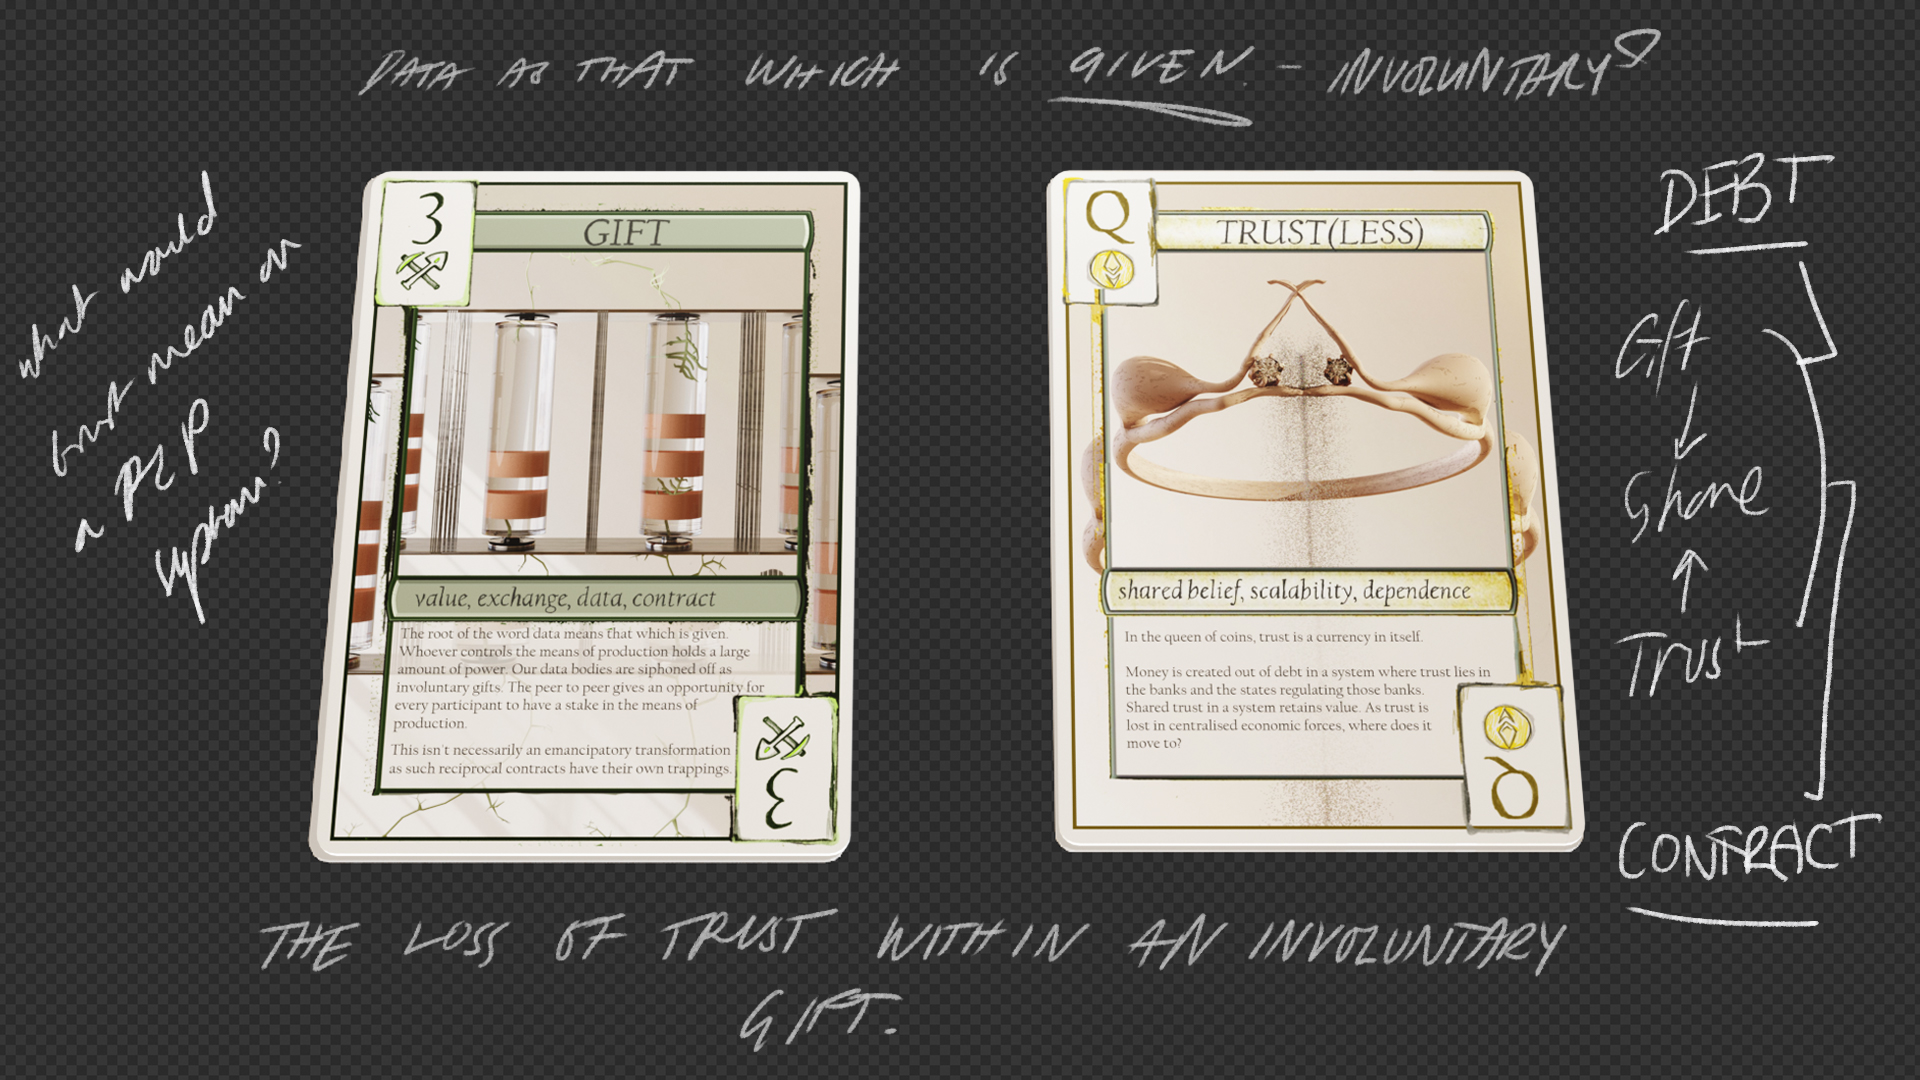 DATA AS THAT WHICH IS GIVEN. - INVOLUNTARY?
what would
trust mean on
a P2P
system?
3
GIFT
value, exchange, data, contract
The root of the word data means that which is given.
Whoever controls the means of production holds a large
amount of power. Our data bodies are siphoned off as
involuntary gifts. The peer to peer gives an opportunity for
every participant to have a stake in the means of
production.
This isn't necessarily an emancipatory transformation
as such reciprocal contracts have their own trappings.
3
Q
TRUST(LESS)
shared belief, scalability, dependence
In the queen of coins, trust is a currency in itself.
Money is created out of debt in a system where trust lies in
the banks and the states regulating those banks.
Shared trust in a system retains value. As trust is
lost in centralised economic forces, where does it
move to?
Q
DEBT
Gift
Share
Trust
CONTRACT
THE LOSS OF TRUST WITHIN AN INVOLUNTARY
GIFT.